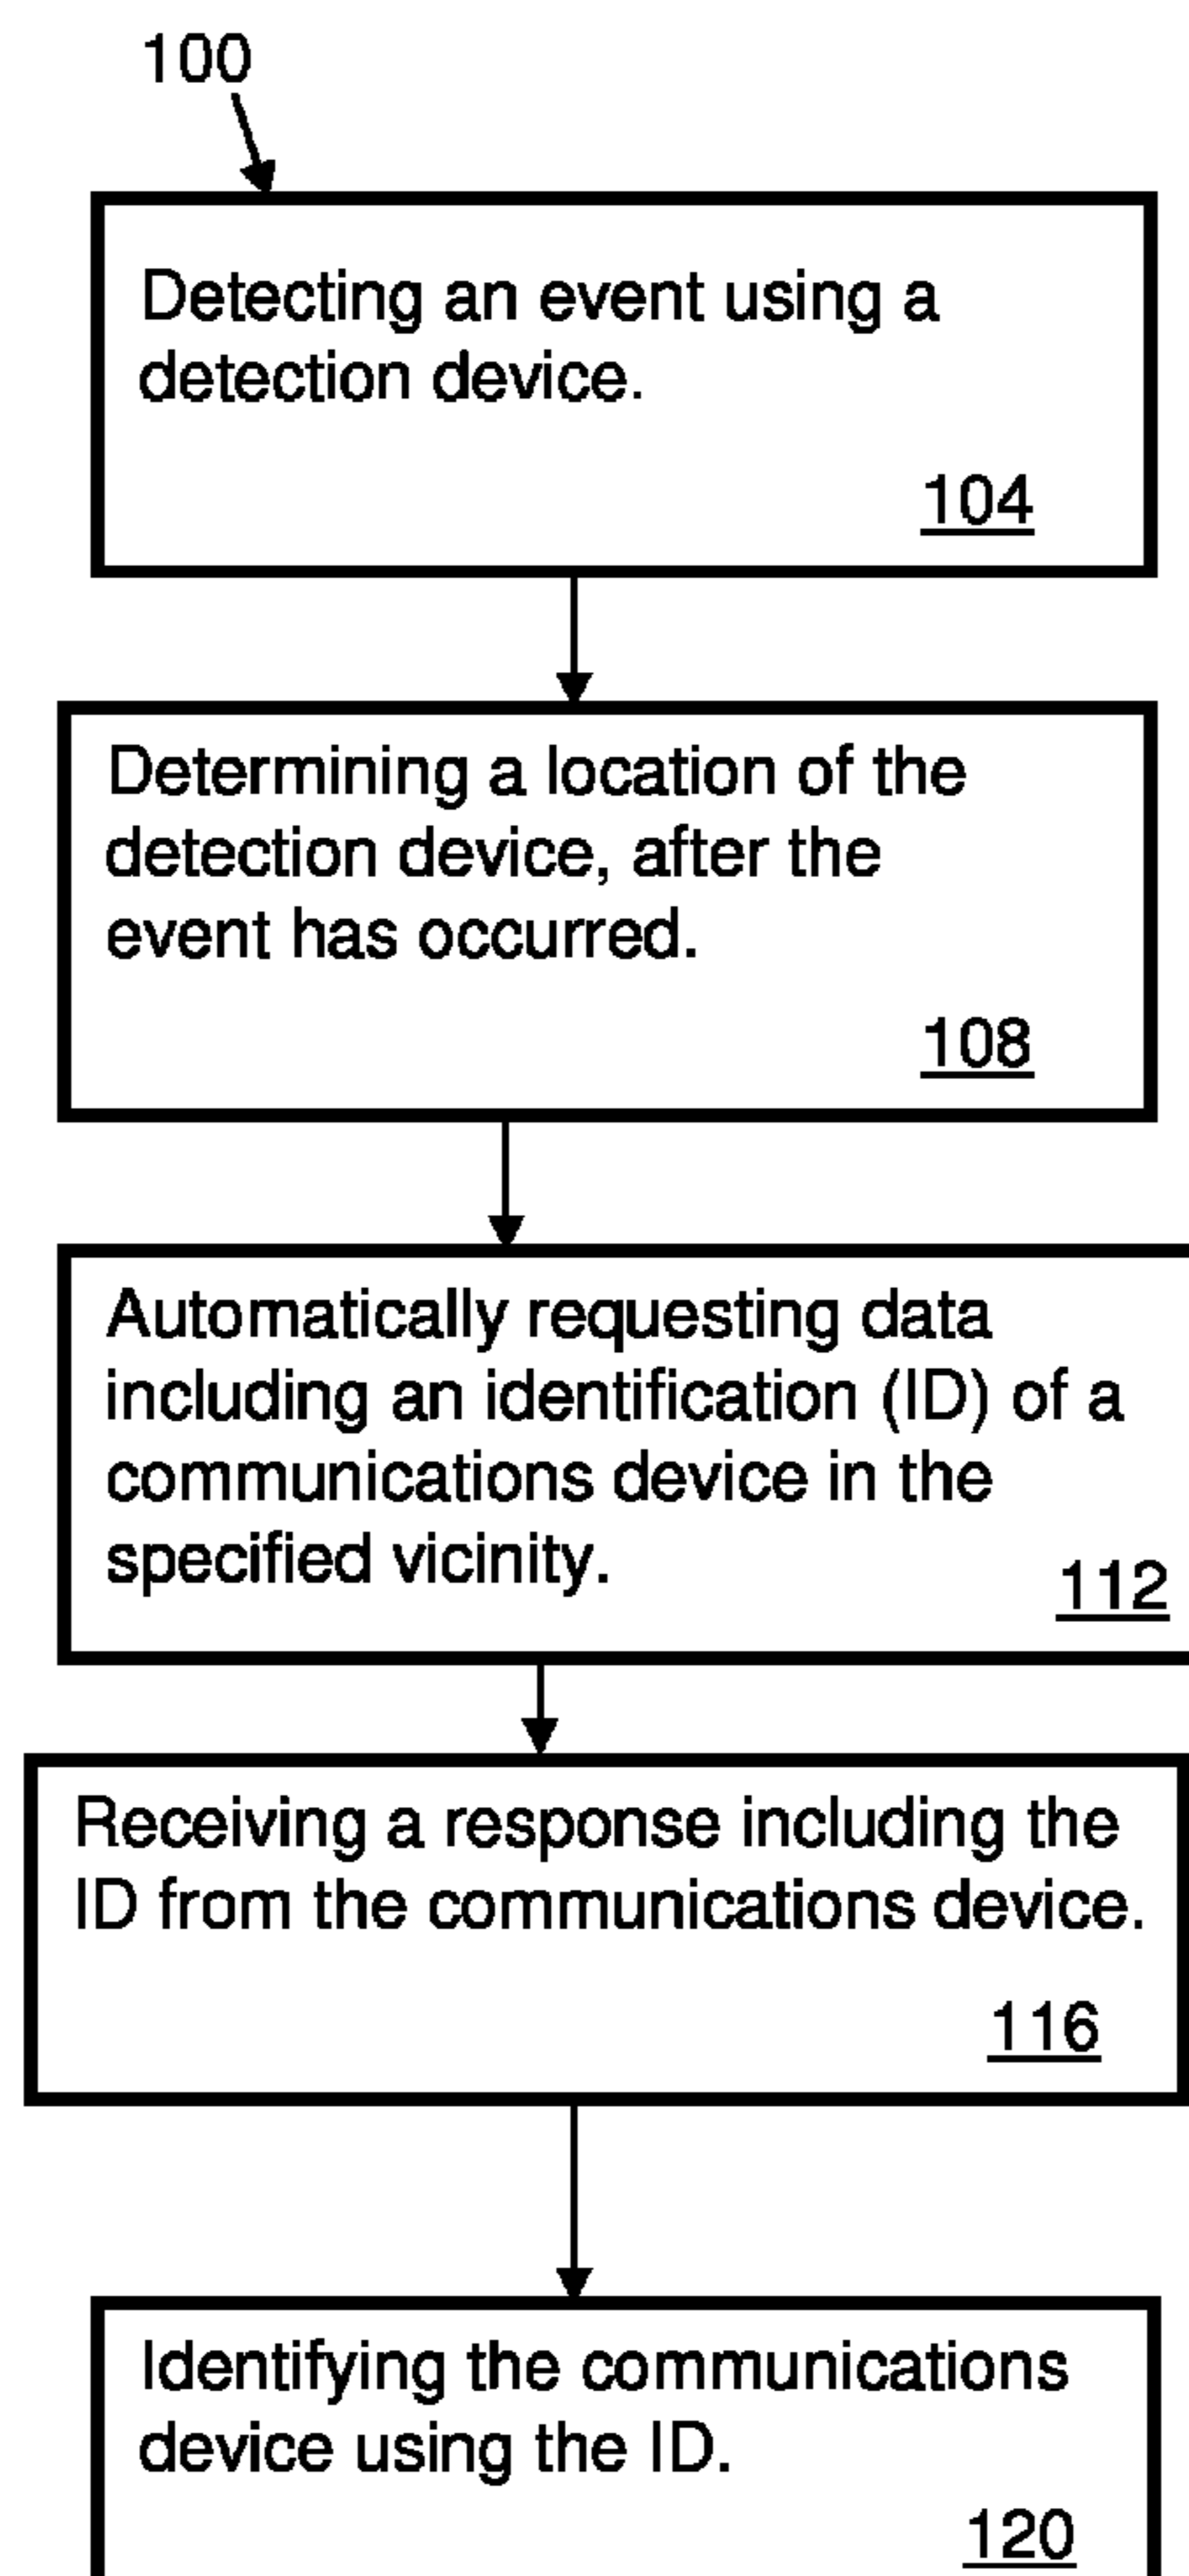 100
Detecting an event using a
detection device.
104
Determining a location of the
detection device, after the
event has occurred.
108
Automatically requesting data
including an identification (ID) of a
communications device in the
specified vicinity.
112
Receiving a response including the
ID from the communications device.
116
Identifying the communications
device using the ID.
120